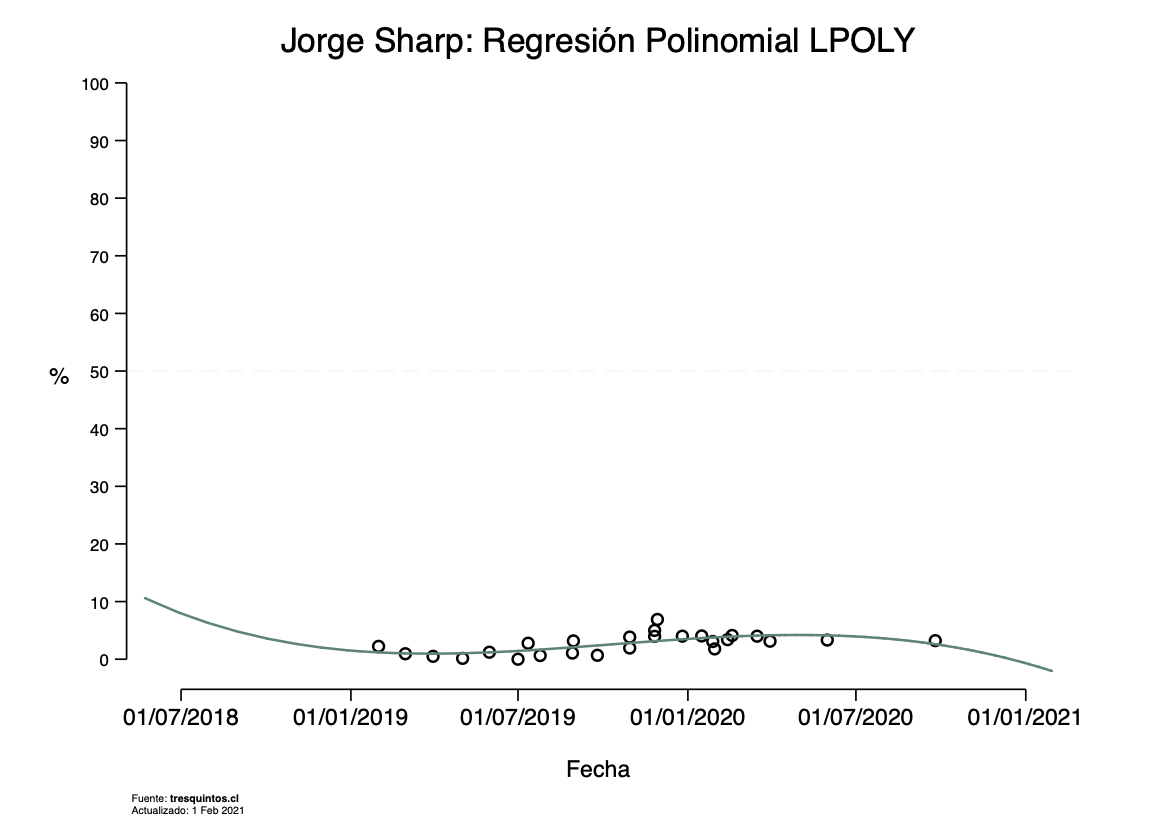 Jorge Sharp: Regresión Polinomial LPOLY
100
90
80
70
60
% 50
40
30
20
10
0
01/07/2018 01/01/2019 01/07/2019 01/01/2020 01/07/2020 01/01/2021
Fecha
Fuente: tresquintos.cl
Actualizado: 1 Feb 2021